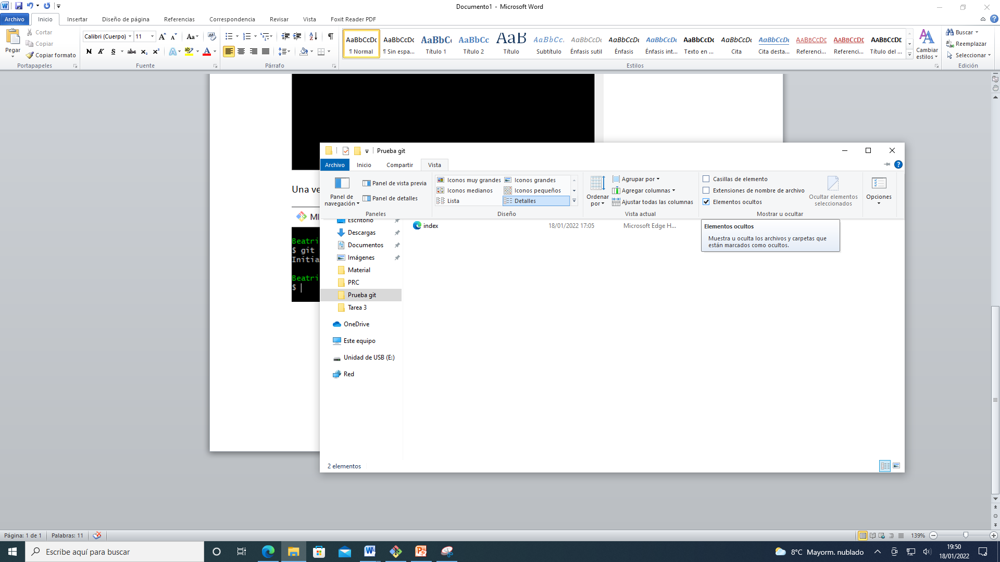 Documento1 - Microsoft Word
Archivo Inicio Insertar Diseño de página Referencias Correspondencia Revisar Vista Foxit Reader PDF
Pegar
Cortar
Copiar
Copiar formato
Portapapeles
Calibri (Cuerpo) 11
Fuente
Párrafo
AaBbCcDc AaBbCcDc AaBbC AaBbCc AaB AaBbCc. AaBbCcDc AaBbCcDc AaBbCcDc AaBbCcDc AaBbCcDc AaBbCcDc AABBCCDE AABBCCDE AABBCCDE
¶ Normal ¶ Sin espa... Título 1 Título 2 Título Subtítulo Énfasis sutil Énfasis Énfasis int... Texto en ... Cita Cita desta... Referenci... Referenci... Título del ...
Estilos
Cambiar
estilos
Buscar
Reemplazar
Seleccionar
Edición
Una ve
MI
Beatri
$ git
Initia
Beatri
$
Prueba git
Archivo Inicio Compartir Vista
Panel de
navegación
Panel de vista previa
Panel de detalles
Paneles
Iconos muy grandes Iconos grandes
Iconos medianos Iconos pequeños
Lista Detalles
Diseño
Ordenar
por
Agrupar por
Agregar columnas
Ajustar todas las columnas
Vista actual
Casillas de elemento
Extensiones de nombre de archivo
Elementos ocultos
Ocultar elementos
seleccionados
Mostrar u ocultar
Opciones
Escritorio
Descargas
Documentos
Imágenes
Material
PRC
Prueba git
Tarea 3
OneDrive
Este equipo
Unidad de USB (E:)
Red
index 18/01/2022 17:05 Microsoft Edge H...
Elementos ocultos
Muestra u oculta los archivos y carpetas que
están marcados como ocultos.
2 elementos
Página: 1 de 1 Palabras: 11
139%
Escribe aquí para buscar
8°C Mayorm. nublado
19:50
18/01/2022